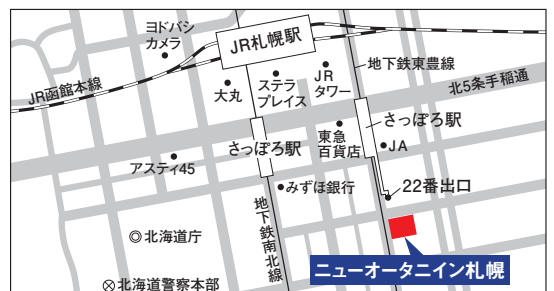 ヨドバシ
カメラ
JR札幌駅
JR函館本線
大丸
ステラ
プレイス
JR
タワー
地下鉄東豊線
北5条手稲通
さっぽろ駅
さっぽろ駅
東急
百貨店
JA
アスティ45
みずほ銀行
22番出口
地下鉄南北線
北海道庁
ニューオータニイン札幌
北海道警察本部